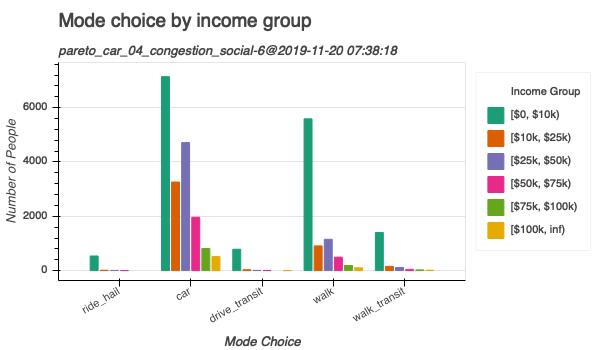 Mode choice by income group
pareto_car_04_congestion_social-6@2019-11-20 07:38:18
Number of People
6000
4000
2000
0
ride_hail
car
drive_transit
walk
walk_transit
Mode Choice
Income Group
[$0, $10k)
[$10k, $25k)
[$25k, $50k)
[$50k, $75k)
[$75k, $100k)
[$100k, inf)